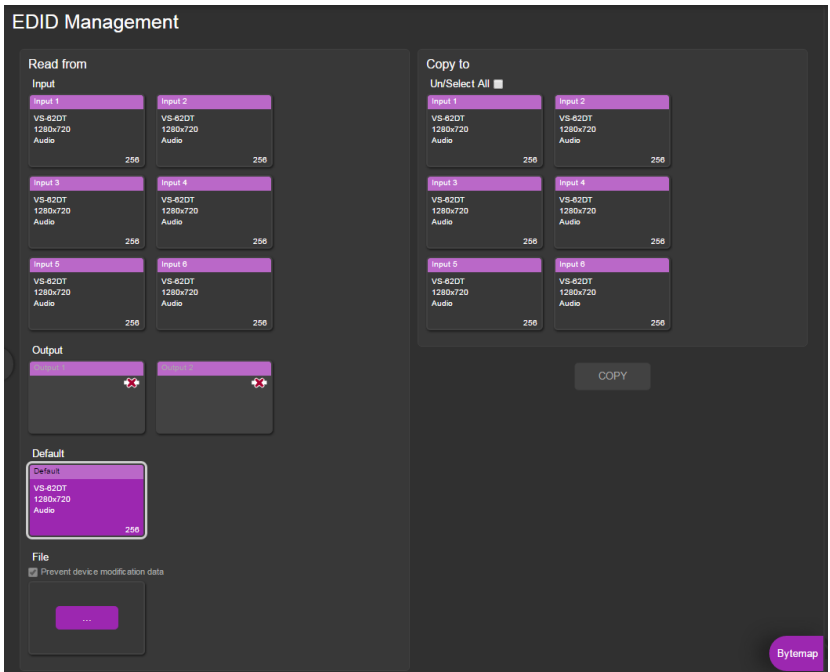 EDID Management
Read from
Input
Input 1
VS-62DT
1280x720
Audio
256
Input 2
VS-62DT
1280x720
Audio
256
Input 3
VS-62DT
1280x720
Audio
256
Input 4
VS-62DT
1280x720
Audio
256
Input 5
VS-62DT
1280x720
Audio
256
Input 6
VS-62DT
1280x720
Audio
256
Output
Output 1
Output 2
Default
Default
VS-62DT
1280x720
Audio
256
File
Prevent device modification data
...
Copy to
Un/Select All
Input 1
VS-62DT
1280x720
Audio
256
Input 2
VS-62DT
1280x720
Audio
256
Input 3
VS-62DT
1280x720
Audio
256
Input 4
VS-62DT
1280x720
Audio
256
Input 5
VS-62DT
1280x720
Audio
256
Input 6
VS-62DT
1280x720
Audio
256
COPY
Bytemap